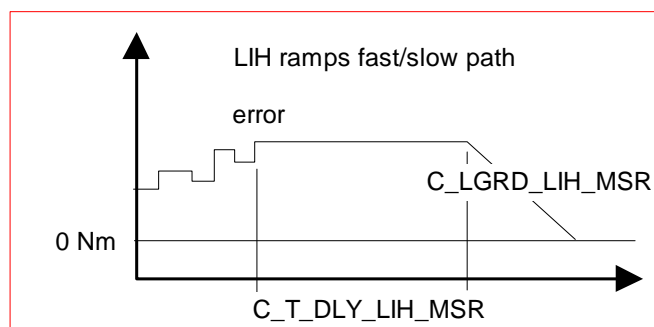 LIH ramps fast/slow path
error
C_LGRD_LIH_MSR
0 Nm
C_T_DLY_LIH_MSR